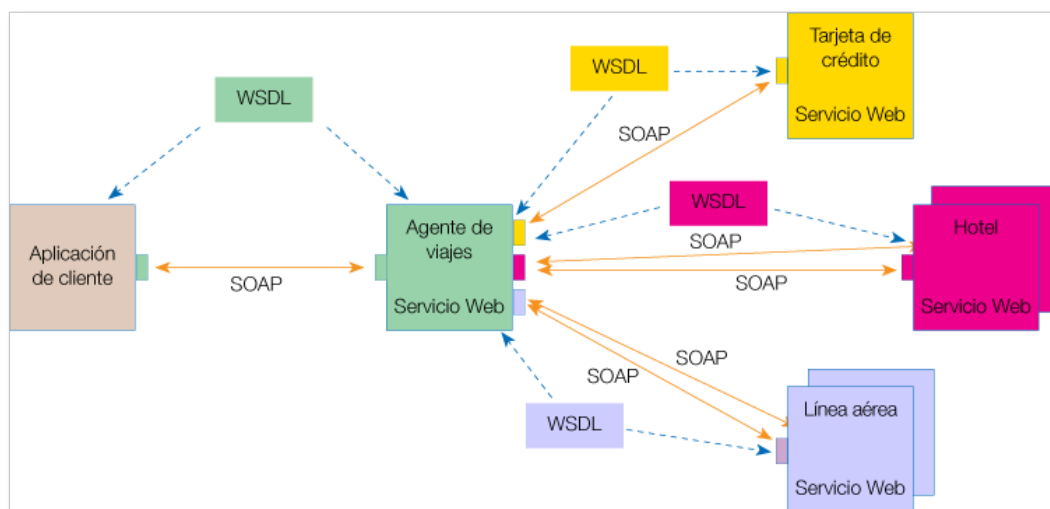 Tarjeta de
crédito
Servicio Web
WSDL
WSDL
SOAP
WSDL
Aplicación
de cliente
SOAP
Agente de
viajes
Servicio Web
SOAP
SOAP
Hotel
Servicio Web
SOAP
SOAP
WSDL
Línea aérea
Servicio Web